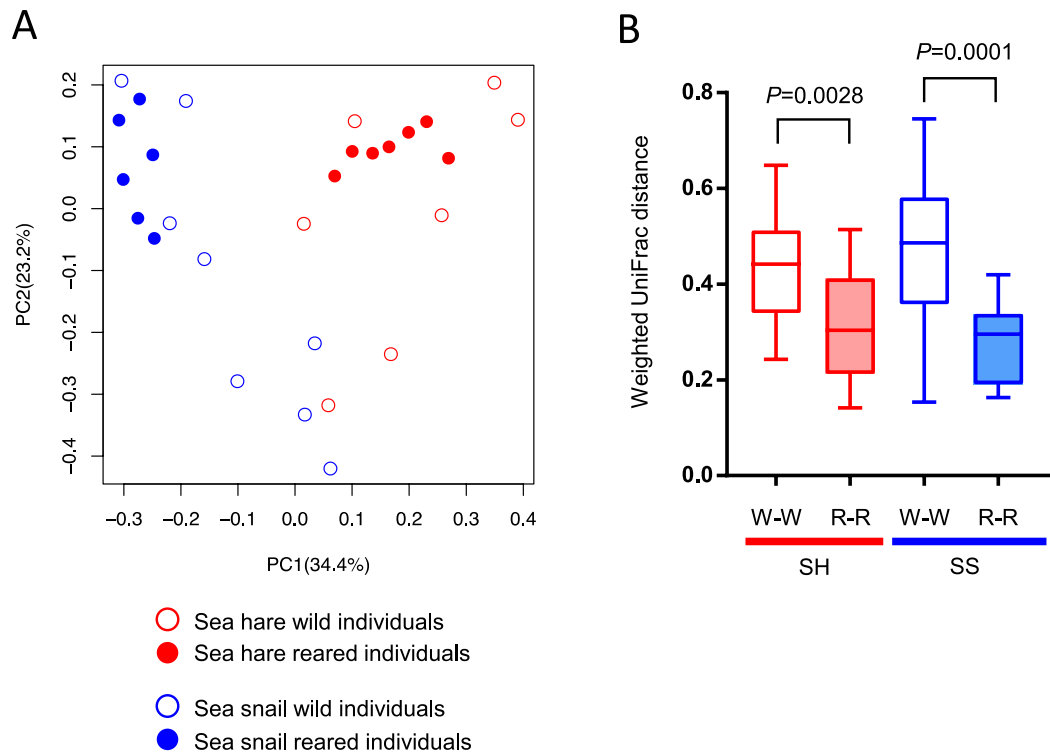 A
PC2(23.2%)
0.2
0.1
0.0
−0.1
−0.2
−0.3
−0.4
−0.3 −0.2 −0.1 0.0 0.1 0.2 0.3 0.4
PC1(34.4%)
Sea hare wild individuals
Sea hare reared individuals
Sea snail wild individuals
Sea snail reared individuals
B
P=0.0028
P=0.0001
Weighted UniFrac distance
0.8
0.6
0.4
0.2
0.0
W-W R-R W-W R-R
SH SS